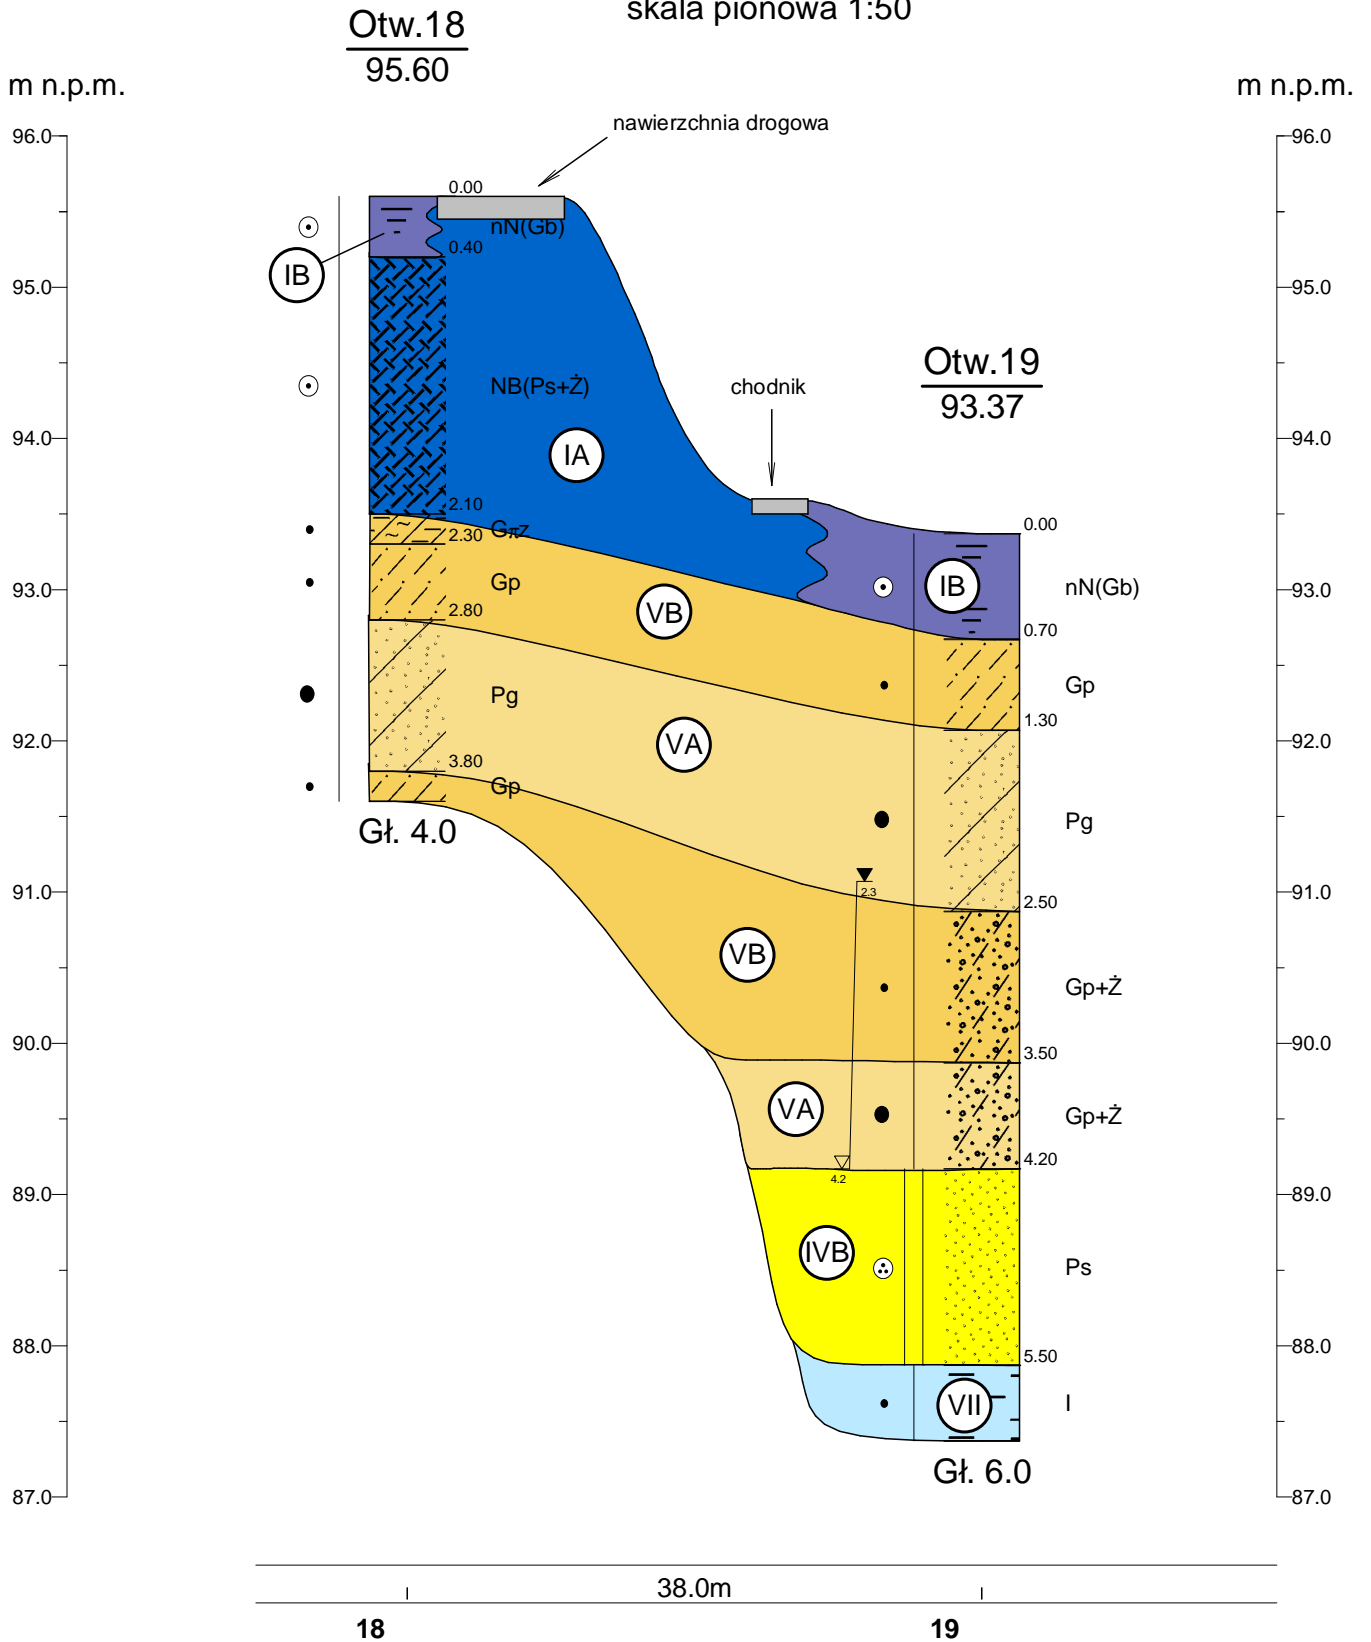 skala pionowa 1:50
Otw.18
95.60
m n.p.m.
m n.p.m.
nawierzchnia drogowa
96.0
96.0
0.00
nN(Gb)
0.40
IB
95.0
95.0
Otw.19
93.37
NB(Ps+Ż)
chodnik
IA
94.0
94.0
2.10
Gπz
2.30
0.00
Gp
IB
nN(Gb)
93.0
93.0
VB
2.80
0.70
Pg
Gp
1.30
VA
92.0
92.0
3.80
Gp
Gł. 4.0
Pg
2.3
91.0
91.0
2.50
VB
Gp+Ż
90.0
90.0
3.50
VA
Gp+Ż
4.20
4.2
89.0
89.0
IVB
Ps
88.0
88.0
5.50
VII
I
Gł. 6.0
87.0
87.0
38.0m
18
19